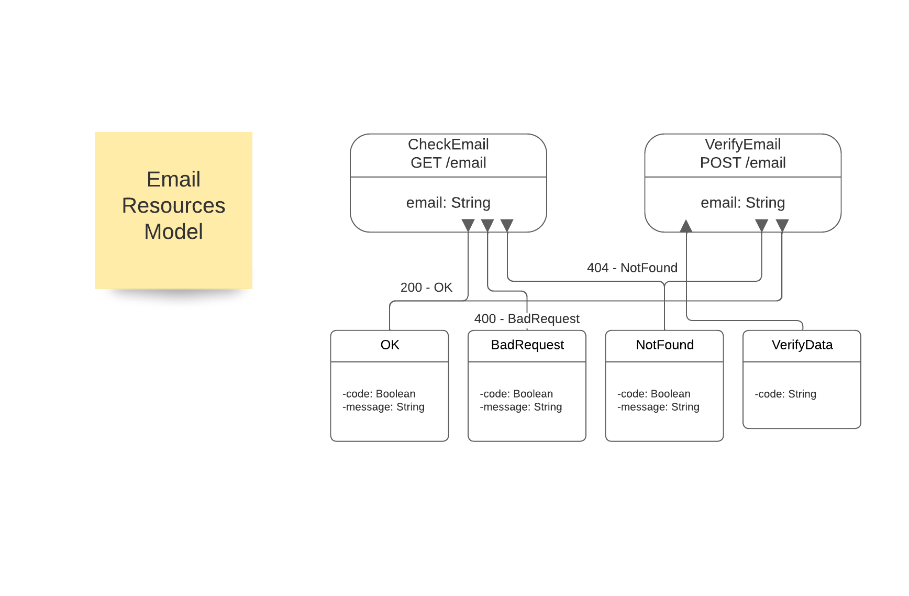 Email
Resources
Model
CheckEmail
GET /email
email: String
VerifyEmail
POST /email
email: String
404 - NotFound
200 - OK
400 - BadRequest
OK
-code: Boolean
-message: String
BadRequest
-code: Boolean
-message: String
NotFound
-code: Boolean
-message: String
VerifyData
-code: String